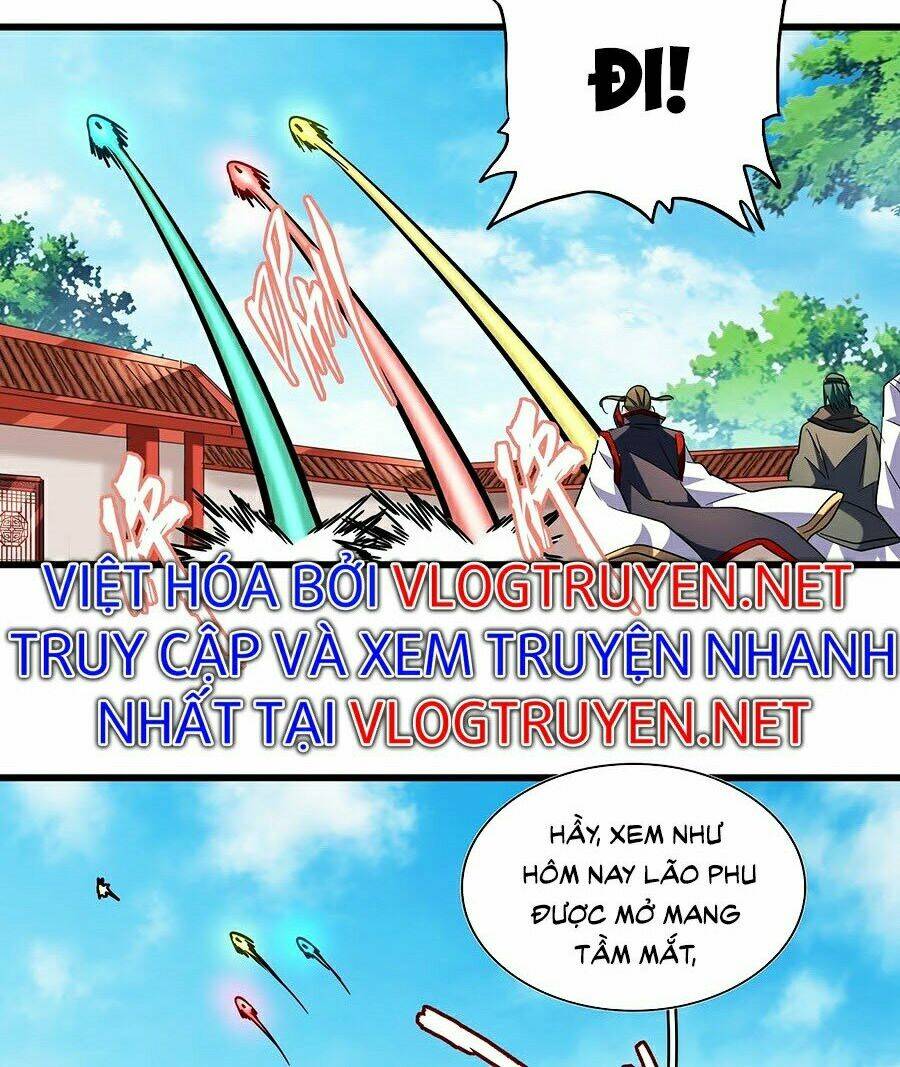 ĐI!
VIỆT HÓA BỞI VLOGTRUYEN.NET
TRUY CẬP VÀ XEM TRUYỆN NHANH
NHẤT TẠI VLOGTRUYEN.NET
HẦY, XEM NHƯ
HÔM NAY LÃO PHU
ĐƯỢC MỞ MANG
TẦM MẮT,